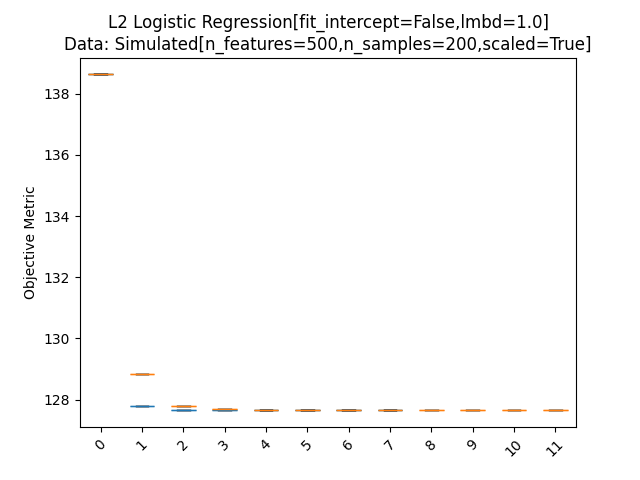 L2 Logistic Regression[fit_intercept=False,lmbd=1.0]
Data: Simulated[n_features=500,n_samples=200,scaled=True]
138
136
134
132
130
128
Objective Metric
0 1 2 3 4 5 6 7 8 9 10 11